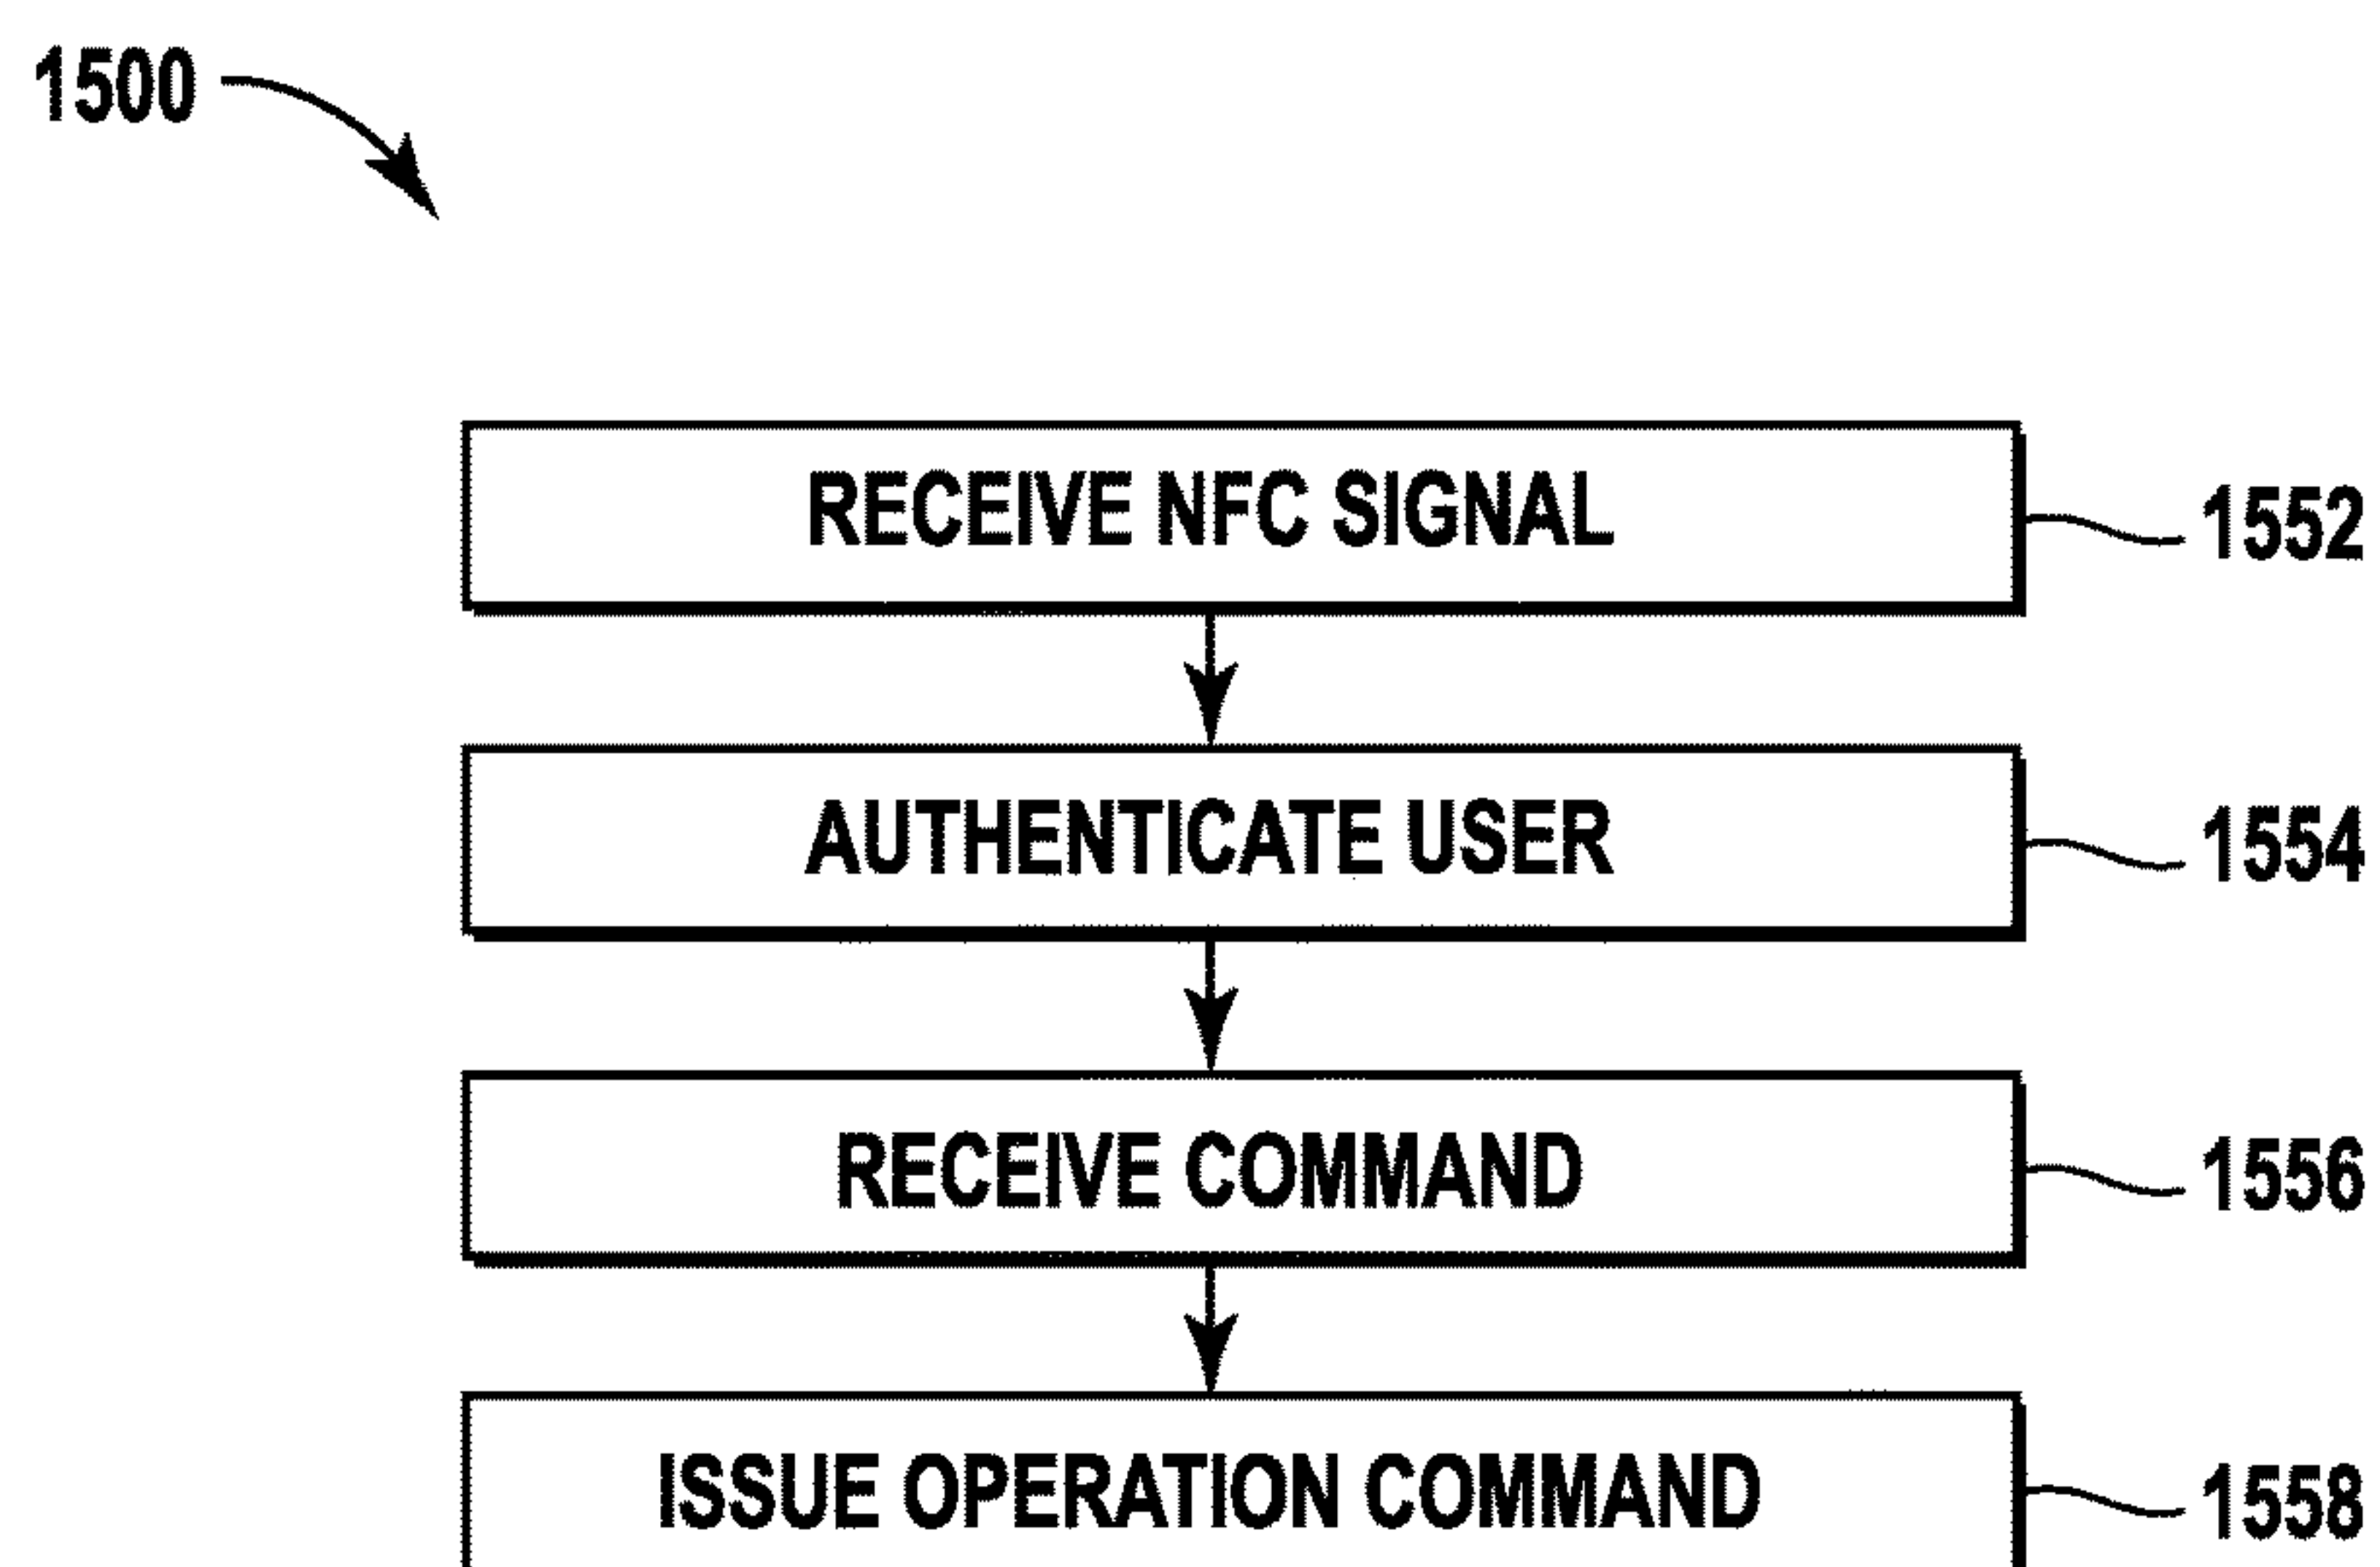 1500
RECEIVE NFC SIGNAL
1552
AUTHENTICATE USER
1554
RECEIVE COMMAND
1556
ISSUE OPERATION COMMAND
1558